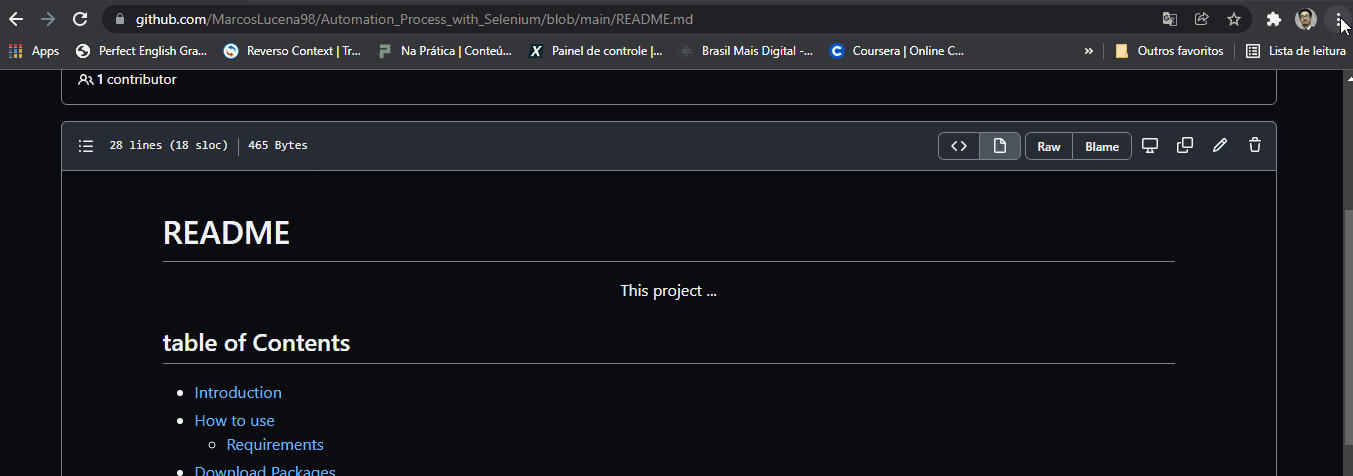 github.com/MarcosLucena98/Automation_Process_with_Selenium/blob/main/README.md
Apps Perfect English Gra... Reverso Context | Tr... Na Prática | Conteú... Painel de controle |... Brasil Mais Digital -... Coursera | Online C... » Outros favoritos Lista de leitura
1 contributor
28 lines (18 sloc) 465 Bytes Raw Blame
README
This project ...
table of Contents
Introduction
How to use
Requirements
Download Packages